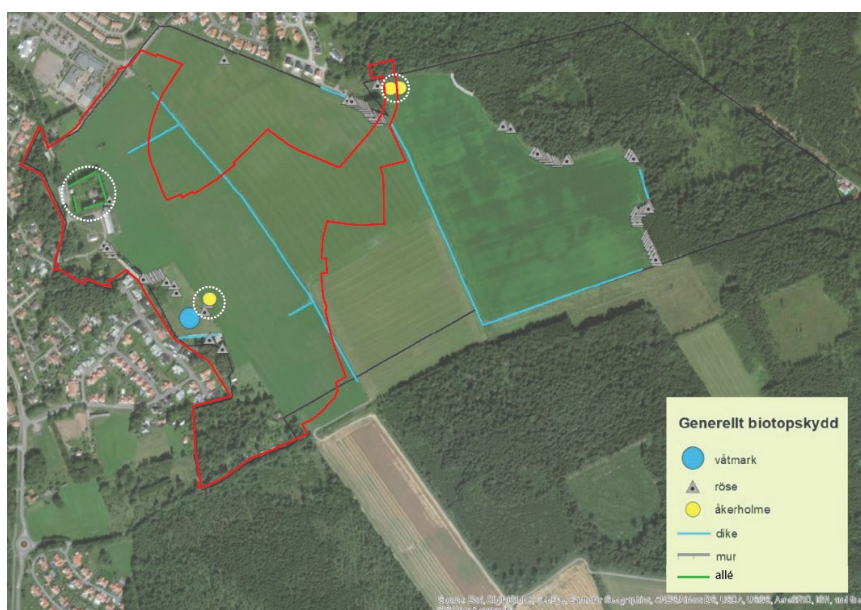 Generellt biotopskydd
våtmark
röse
åkerholme
dike
mur
allé